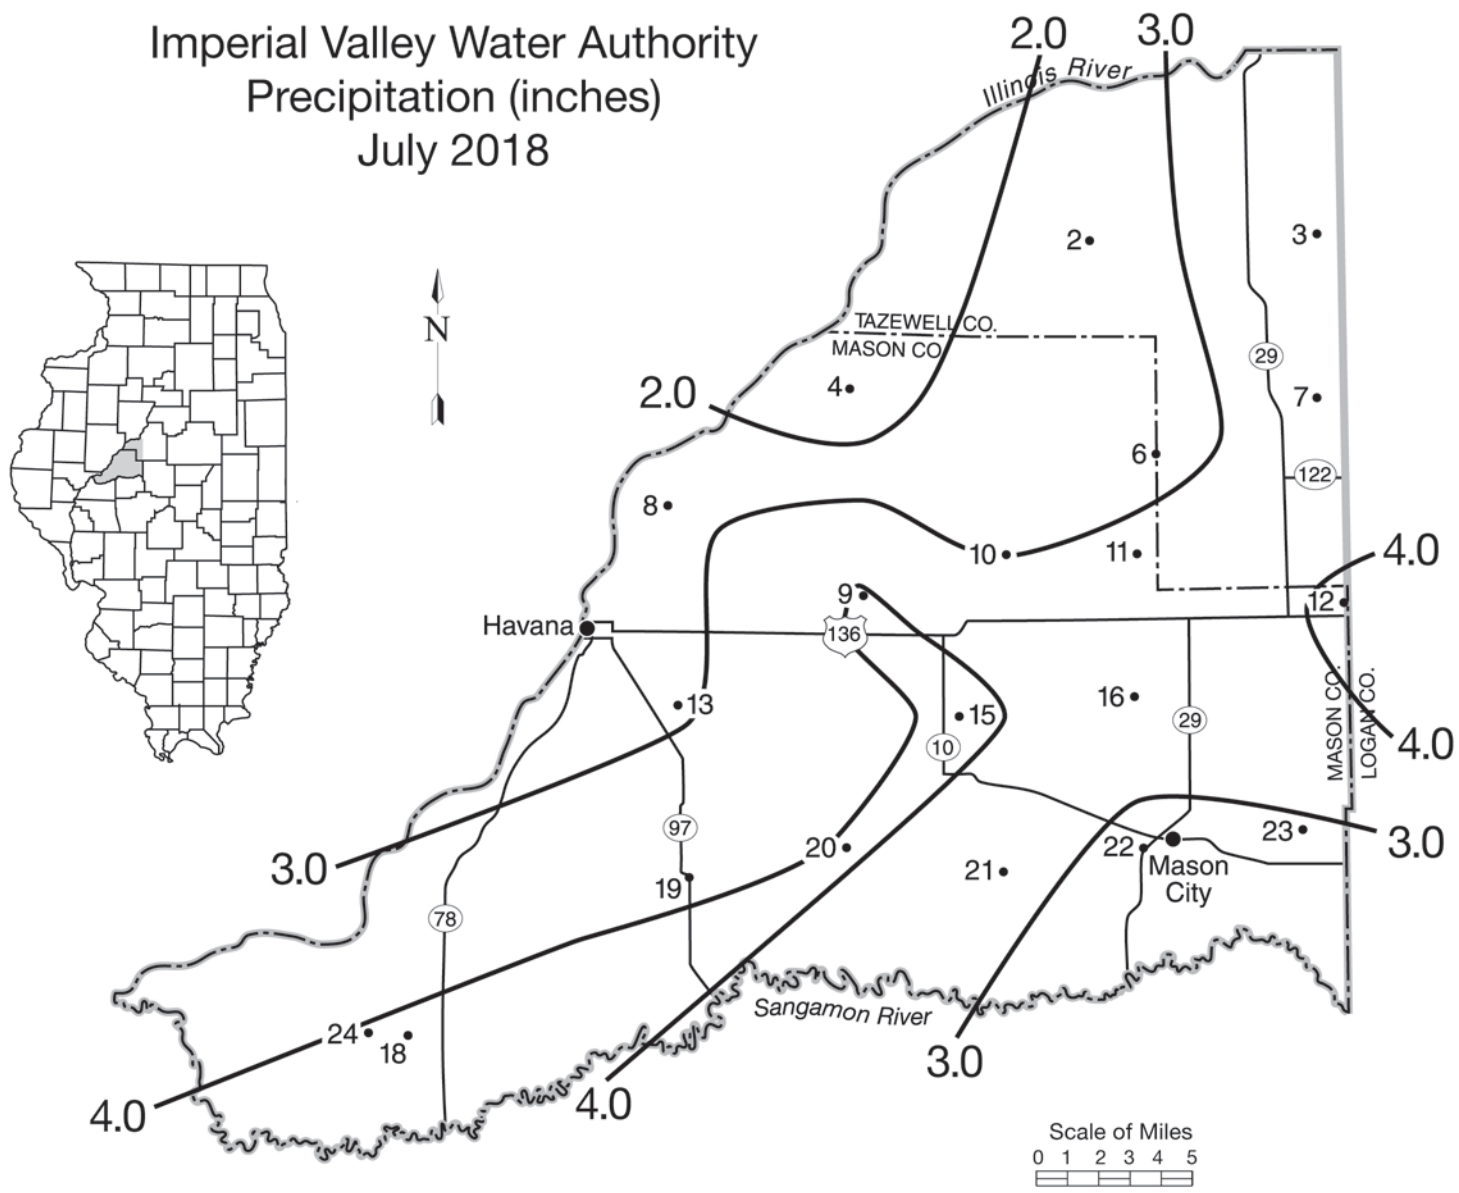 Imperial Valley Water Authority
Precipitation (inches)
July 2018
2.0
3.0
Illinois River
2
3
N
TAZEWELL CO.
MASON CO.
29
2.0
4
7
6
122
8
10
11
4.0
9
12
Havana
136
13
16
15
29
10
MASON CO.
LOGAN CO.
4.0
97
20
22
23
3.0
3.0
Mason
City
19
21
78
Sangamon River
24
18
3.0
4.0
4.0
Scale of Miles
0 1 2 3 4 5